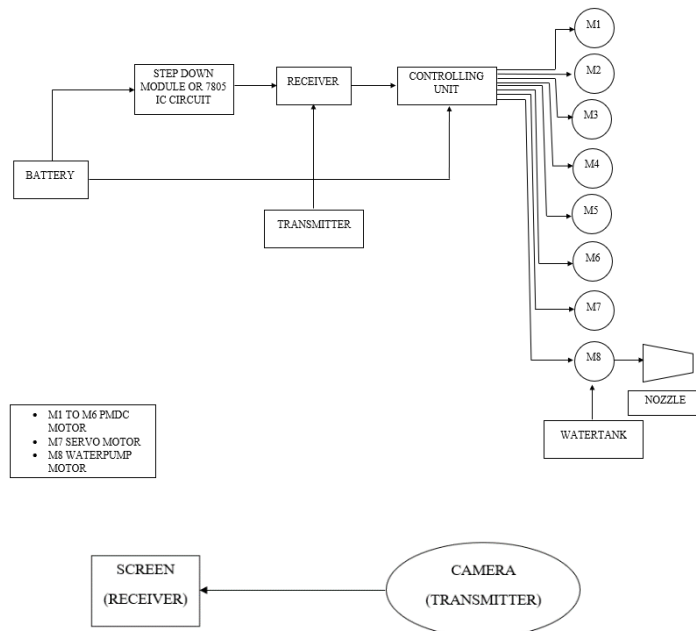 M1
STEP DOWN
MODULE OR 7805
IC CIRCUIT
RECEIVER
CONTROLLING
UNIT
M2
M3
M4
BATTERY
TRANSMITTER
M5
M6
M7
M8
NOZZLE
WATERTANK
• M1 TO M6 PMDC
MOTOR
• M7 SERVO MOTOR
• M8 WATERPUMP
MOTOR
SCREEN
(RECEIVER)
CAMERA
(TRANSMITTER)